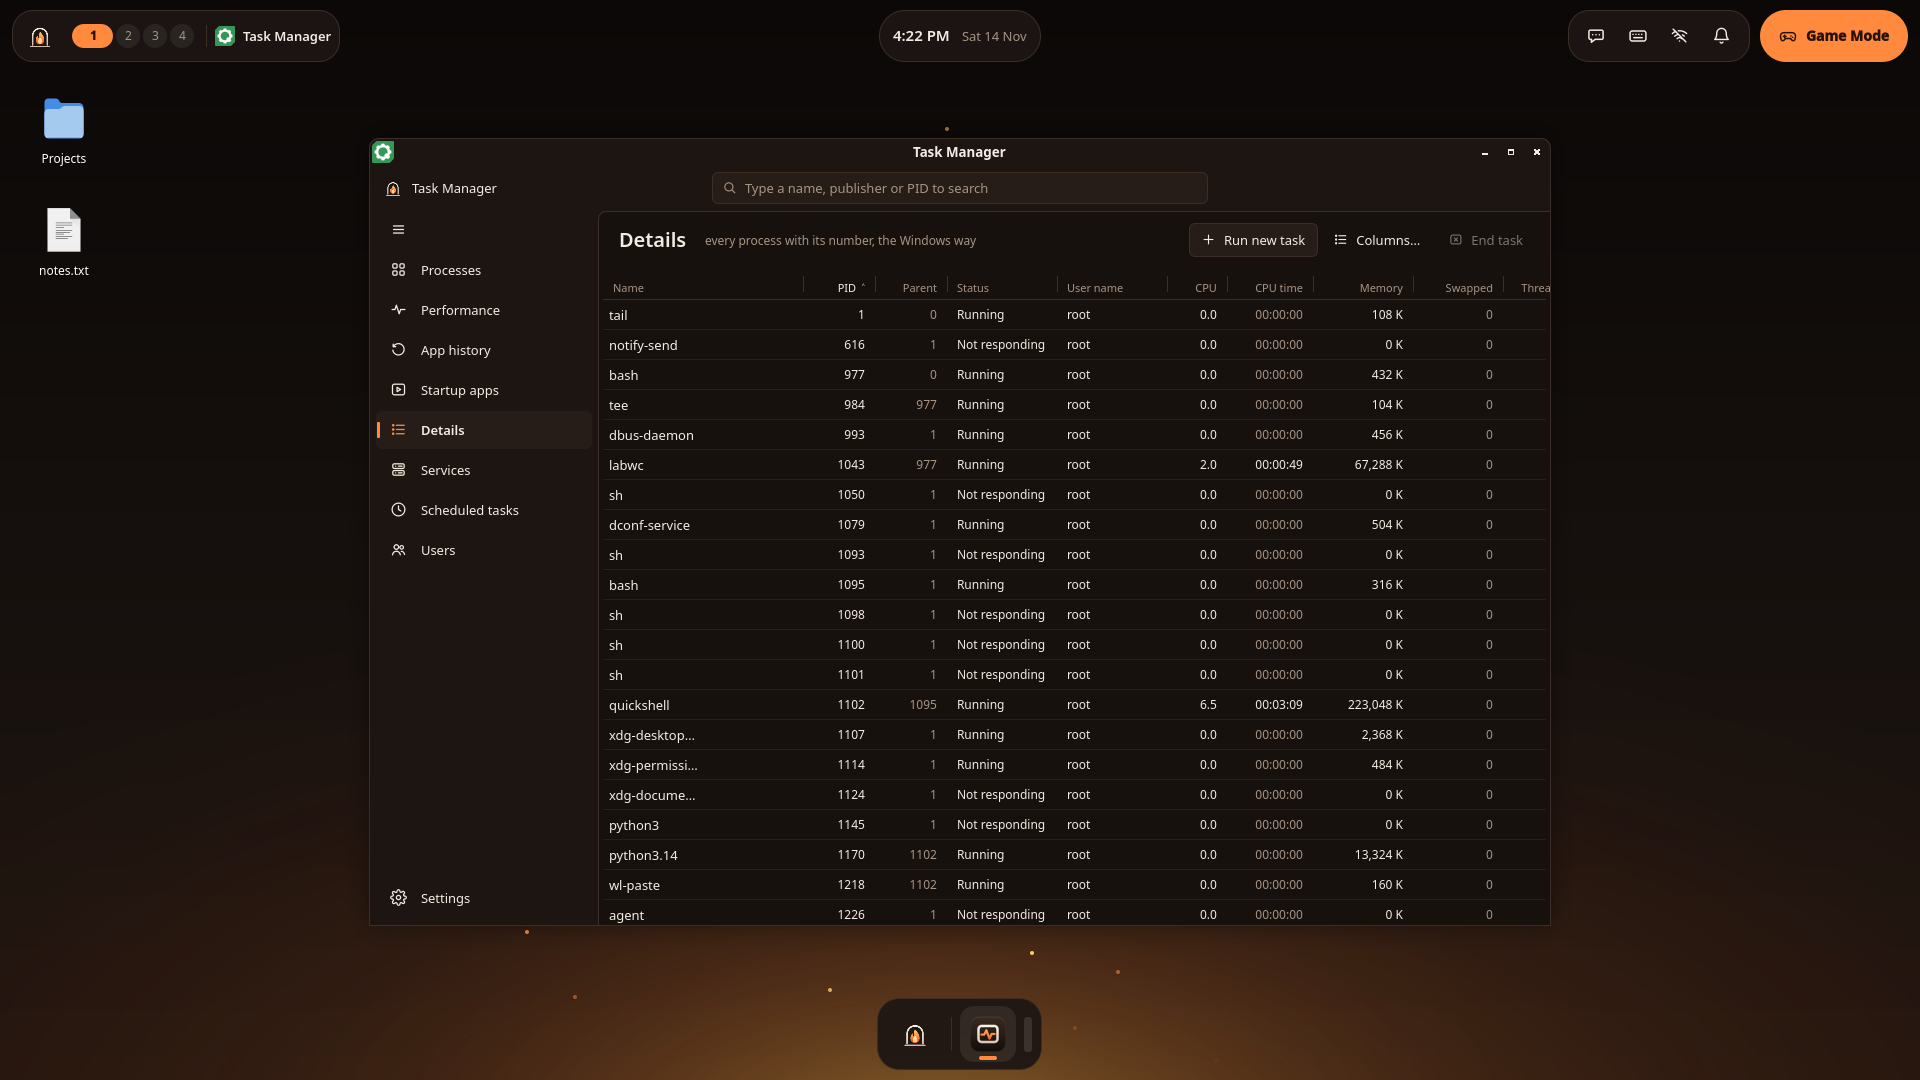 1 2 3 4 Task Manager
4:22 PM Sat 14 Nov
Game Mode
Projects
notes.txt
Task Manager
Task Manager
Type a name, publisher or PID to search
Processes
Performance
App history
Startup apps
Details
Services
Scheduled tasks
Users
Settings
Details every process with its number, the Windows way
Run new task Columns... End task
Name PID Parent Status User name CPU CPU time Memory Swapped Threa
tail 1 0 Running root 0.0 00:00:00 108 K 0
notify-send 616 1 Not responding root 0.0 00:00:00 0 K 0
bash 977 0 Running root 0.0 00:00:00 432 K 0
tee 984 977 Running root 0.0 00:00:00 104 K 0
dbus-daemon 993 1 Running root 0.0 00:00:00 456 K 0
labwc 1043 977 Running root 2.0 00:00:49 67,288 K 0
sh 1050 1 Not responding root 0.0 00:00:00 0 K 0
dconf-service 1079 1 Running root 0.0 00:00:00 504 K 0
sh 1093 1 Not responding root 0.0 00:00:00 0 K 0
bash 1095 1 Running root 0.0 00:00:00 316 K 0
sh 1098 1 Not responding root 0.0 00:00:00 0 K 0
sh 1100 1 Not responding root 0.0 00:00:00 0 K 0
sh 1101 1 Not responding root 0.0 00:00:00 0 K 0
quickshell 1102 1095 Running root 6.5 00:03:09 223,048 K 0
xdg-desktop... 1107 1 Running root 0.0 00:00:00 2,368 K 0
xdg-permissi... 1114 1 Running root 0.0 00:00:00 484 K 0
xdg-docume... 1124 1 Not responding root 0.0 00:00:00 0 K 0
python3 1145 1 Not responding root 0.0 00:00:00 0 K 0
python3.14 1170 1102 Running root 0.0 00:00:00 13,324 K 0
wl-paste 1218 1102 Running root 0.0 00:00:00 160 K 0
agent 1226 1 Not responding root 0.0 00:00:00 0 K 0